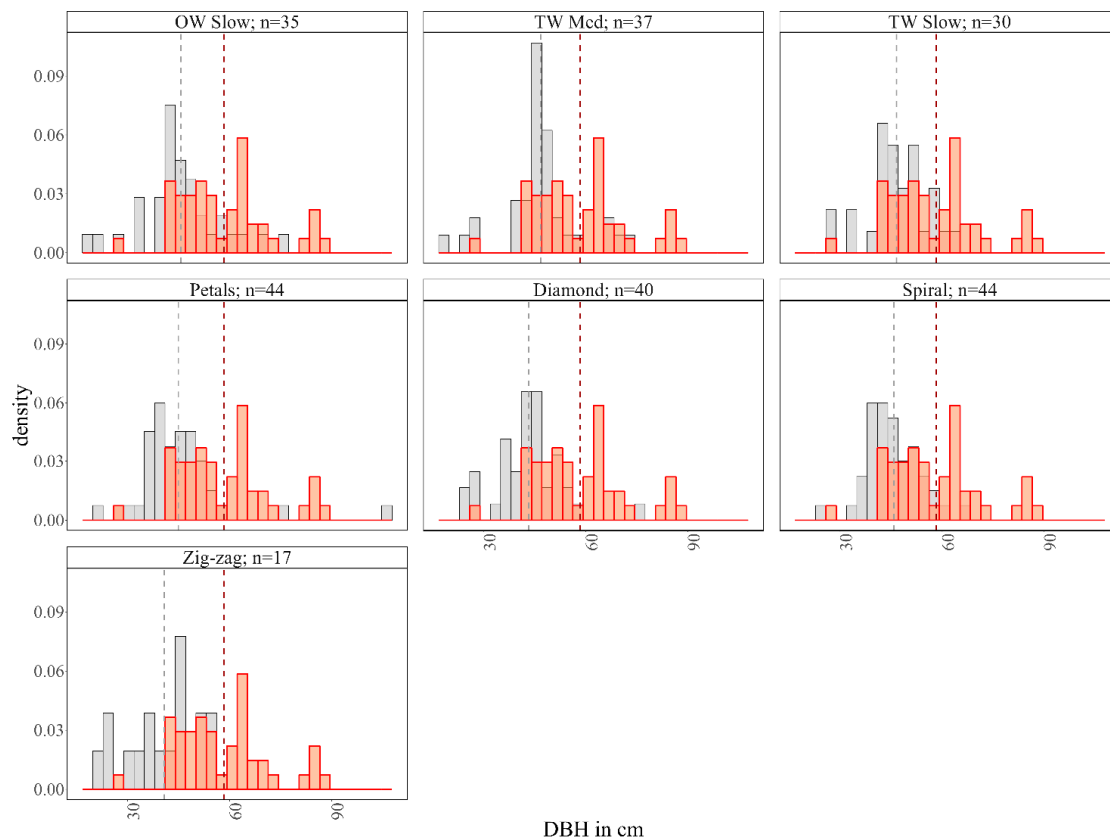 OW Slow; n=35
TW Med; n=37
TW Slow; n=30
0.09
0.06
0.03
0.00
Petals; n=44
Diamond; n=40
Spiral; n=44
0.09
0.06
0.03
0.00
density
30
60
90
30
60
90
Zig-zag; n=17
0.09
0.06
0.03
0.00
30
60
90
DBH in cm